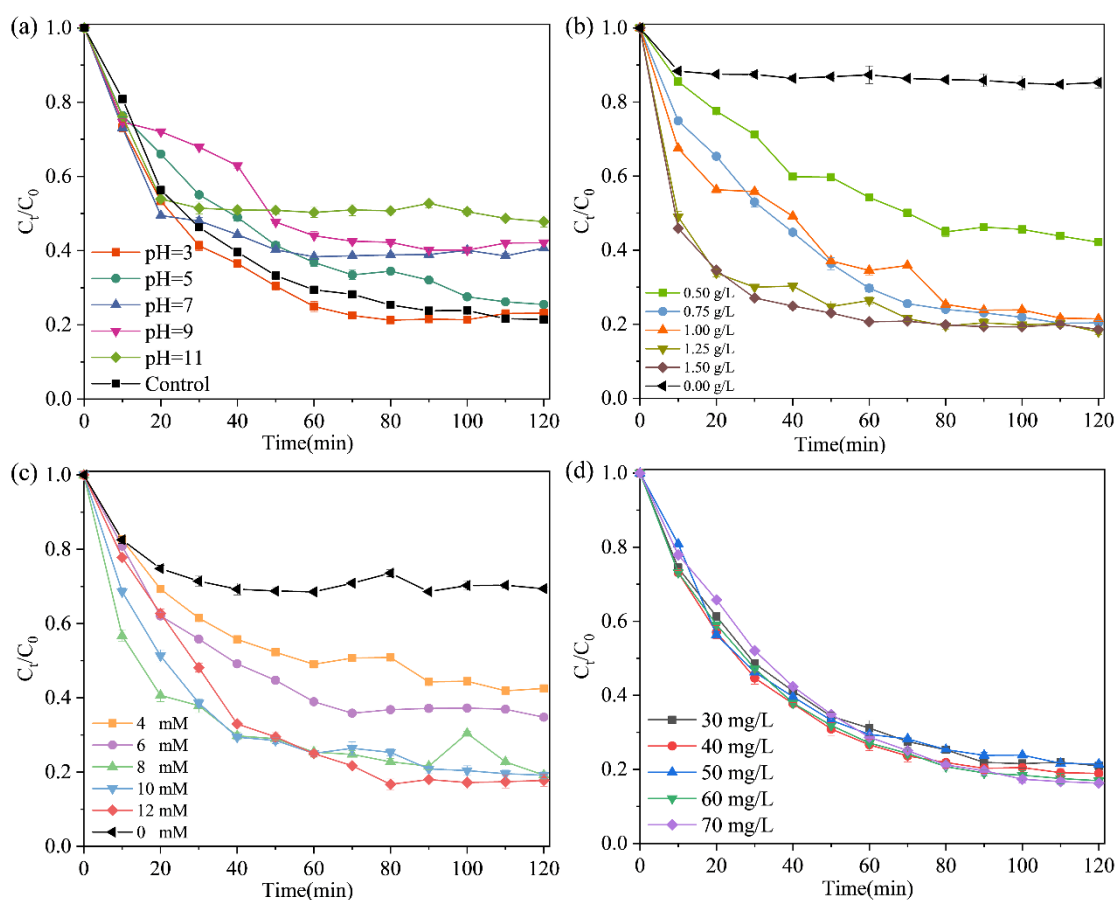 (a)
1.0
0.8
0.6
0.4
0.2
0.0
Cₜ/C₀
pH=3
pH=5
pH=7
pH=9
pH=11
Control
0 20 40 60 80 100 120
Time(min)
(b)
1.0
0.8
0.6
0.4
0.2
0.0
Cₜ/C₀
0.50 g/L
0.75 g/L
1.00 g/L
1.25 g/L
1.50 g/L
0.00 g/L
0 20 40 60 80 100 120
Time(min)
(c)
1.0
0.8
0.6
0.4
0.2
0.0
Cₜ/C₀
4 mM
6 mM
8 mM
10 mM
12 mM
0 mM
0 20 40 60 80 100 120
Time(min)
(d)
1.0
0.8
0.6
0.4
0.2
0.0
Cₜ/C₀
30 mg/L
40 mg/L
50 mg/L
60 mg/L
70 mg/L
0 20 40 60 80 100 120
Time(min)